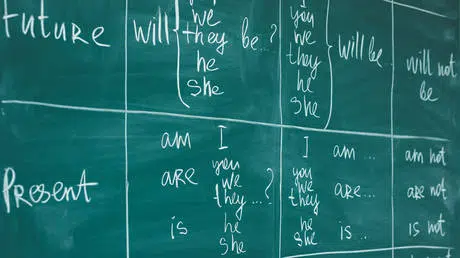 Future
will
you
we
they
he
she
be...?
I
you
we
they
he
she
will be...
will not
be
Present
am I
are
you
we
they
...?
is
he
she
I am ...
you
we
they
are...
he
she
is ...
am not
are not
is not